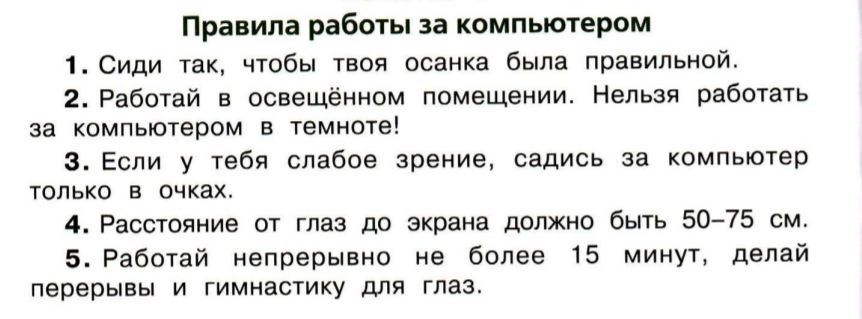 Правила работы за компьютером
1. Сиди так, чтобы твоя осанка была правильной.
2. Работай в освещённом помещении. Нельзя работать
за компьютером в темноте!
3. Если у тебя слабое зрение, садись за компьютер
только в очках.
4. Расстояние от глаз до экрана должно быть 50–75 см.
5. Работай непрерывно не более 15 минут, делай
перерывы и гимнастику для глаз.